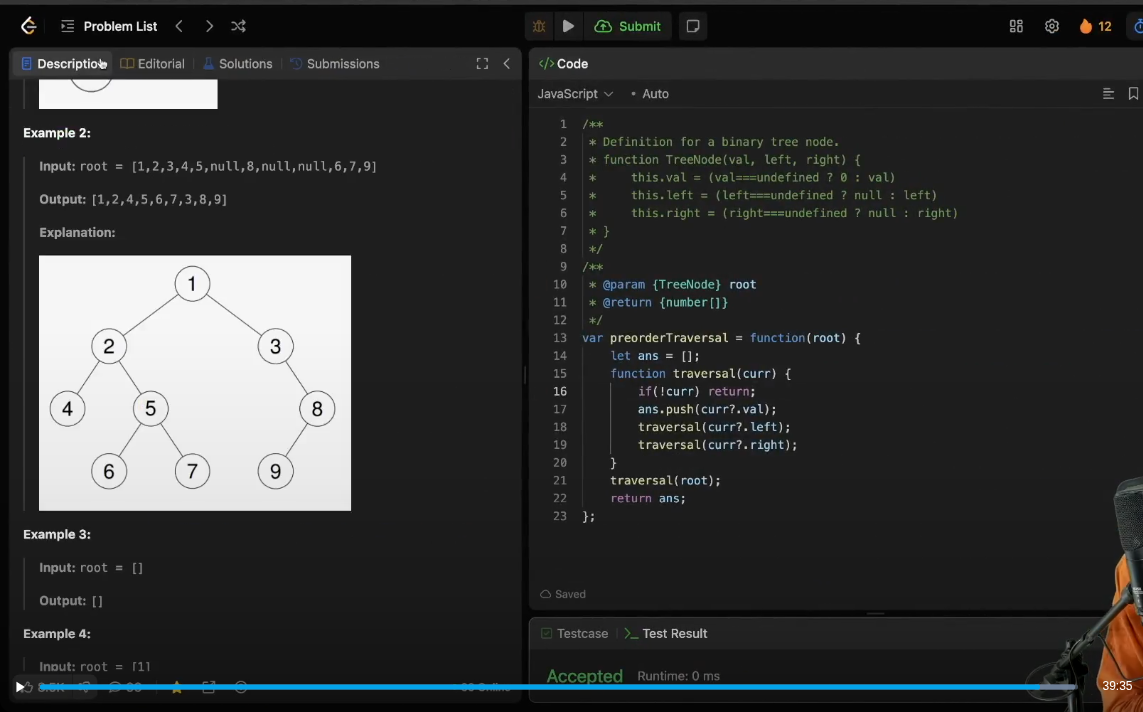 Problem List
Submit
12
Description
Editorial
Solutions
Submissions
Example 2:
Input: root = [1,2,3,4,5,null,8,null,null,6,7,9]
Output: [1,2,4,5,6,7,3,8,9]
Explanation:
1
2 3
4 5 8
6 7 9
Example 3:
Input: root = []
Output: []
Example 4:
Input: root = [1]
</> Code
JavaScript
• Auto
1 /**
2 * Definition for a binary tree node.
3 * function TreeNode(val, left, right) {
4 *     this.val = (val===undefined ? 0 : val)
5 *     this.left = (left===undefined ? null : left)
6 *     this.right = (right===undefined ? null : right)
7 * }
8 */
9 /**
10 * @param {TreeNode} root
11 * @return {number[]}
12 */
13 var preorderTraversal = function(root) {
14     let ans = [];
15     function traversal(curr) {
16         if(!curr) return;
17         ans.push(curr?.val);
18         traversal(curr?.left);
19         traversal(curr?.right);
20     }
21     traversal(root);
22     return ans;
23 };
Saved
Testcase
Test Result
Accepted
Runtime: 0 ms
39:35